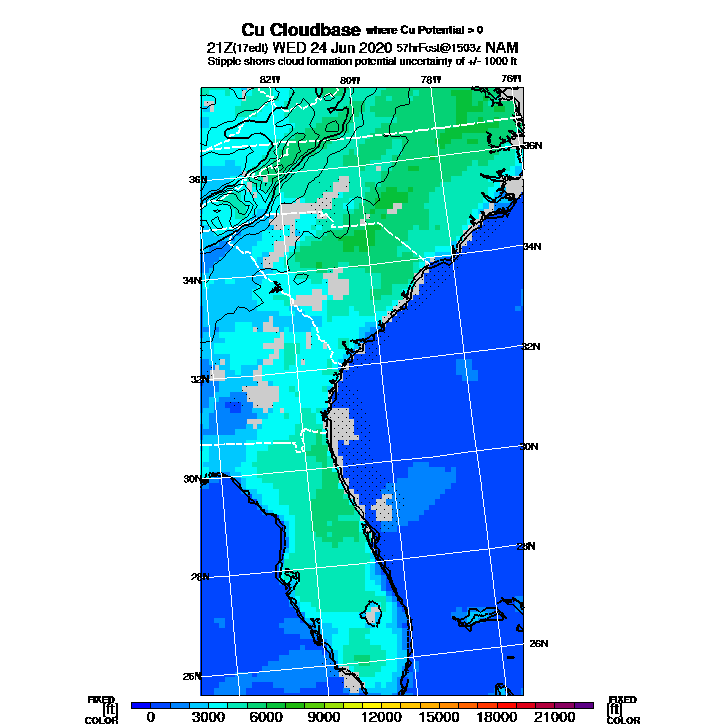 Cu Cloudbase where Cu Potential > 0
21Z(17edt) WED 24 Jun 2020 57hrFcst@1503z NAM
Stipple shows cloud formation potential uncertainty of +/- 1000 ft
82W 80W 78W 76W
36N
36N
34N
34N
32N
32N
30N
30N
28N
28N
26N
26N
FIXED FIXED
[ft] [ft]
COLOR 0 3000 6000 9000 12000 15000 18000 21000 COLOR